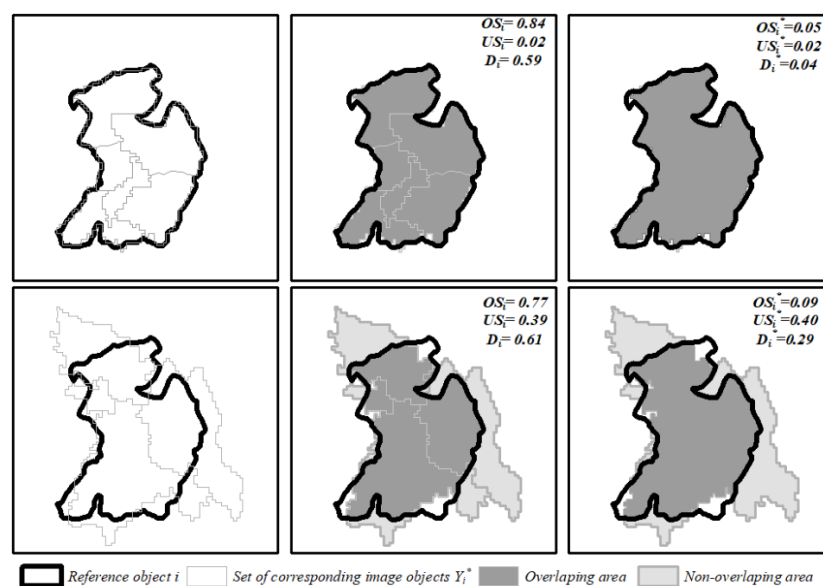 OSi= 0.84
USi= 0.02
Di= 0.59
OSi*=0.05
USi*=0.02
Di*=0.04
OSi= 0.77
USi= 0.39
Di= 0.61
OSi*=0.09
USi*=0.40
Di*=0.29
Reference object i Set of corresponding image objects Yi* Overlaping area Non-overlaping area